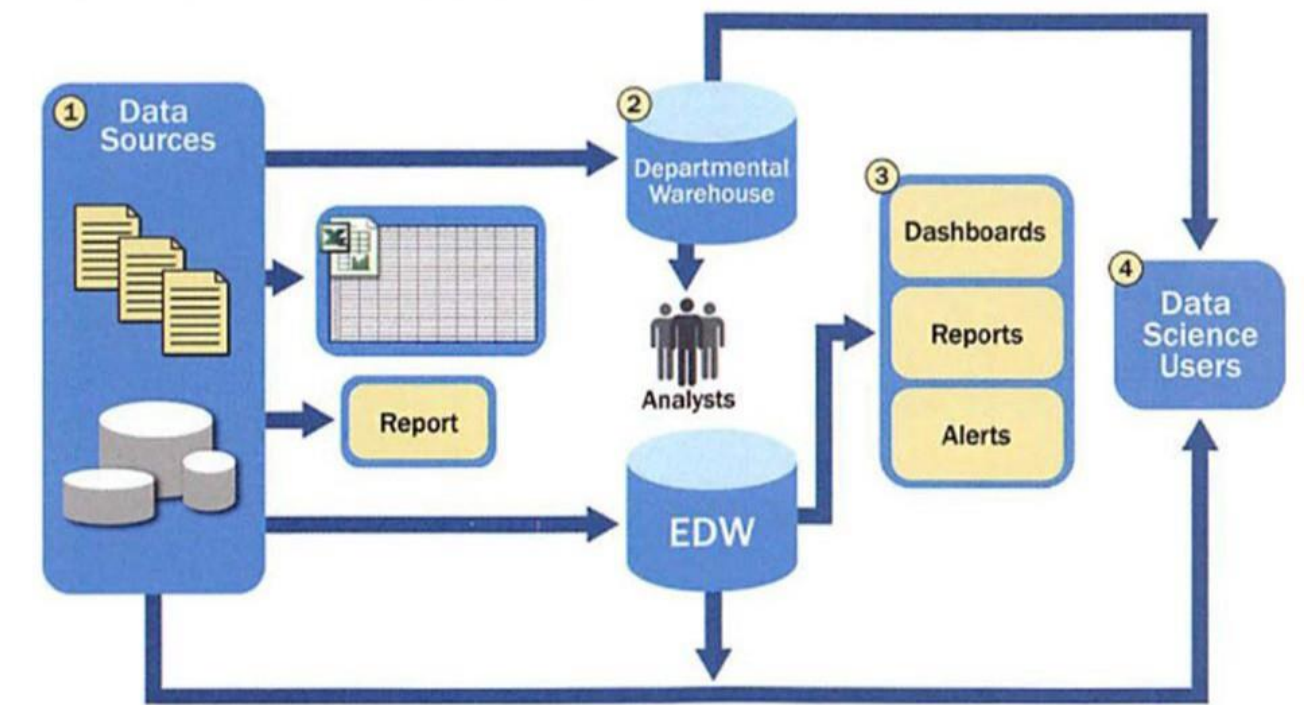 1
Data
Sources
2
Departmental
Warehouse
3
Dashboards
Reports
Alerts
4
Data
Science
Users
Analysts
Report
EDW